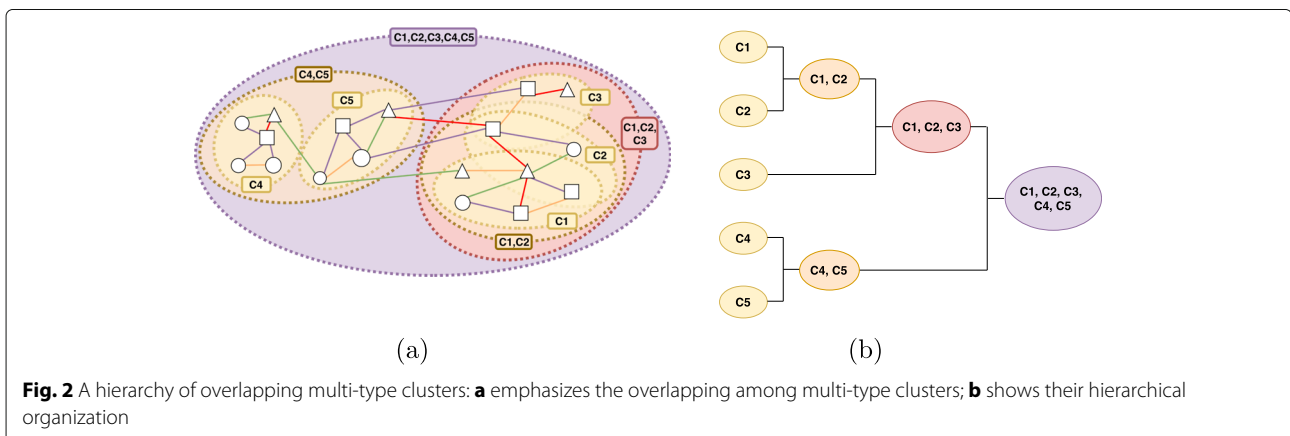 C1,C2,C3,C4,C5
C4,C5
C5
C3
C1,C2,
C3
C2
C4
C1
C1,C2
(a)
C1
C1, C2
C2
C1, C2, C3
C3
C1, C2, C3,
C4, C5
C4
C4, C5
C5
(b)
Fig. 2 A hierarchy of overlapping multi-type clusters: a emphasizes the overlapping among multi-type clusters; b shows their hierarchical
organization